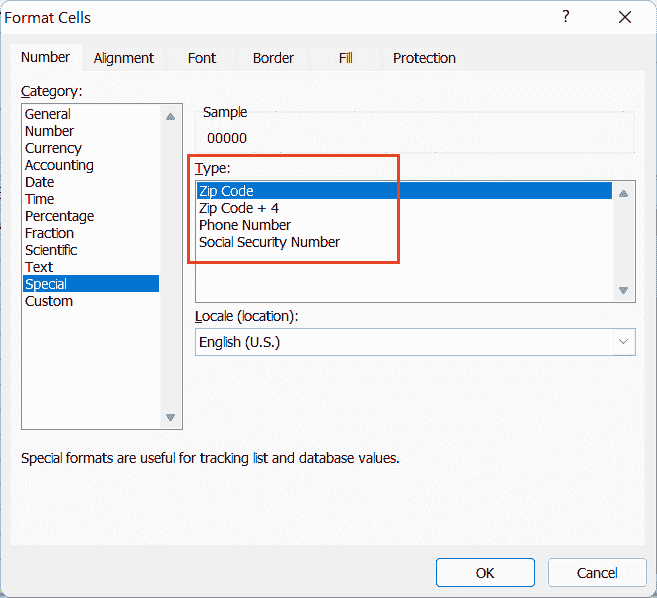 Format Cells
?
Number Alignment Font Border Fill Protection
Category:
General
Number
Currency
Accounting
Date
Time
Percentage
Fraction
Scientific
Text
Special
Custom
Sample
00000
Type:
Zip Code
Zip Code + 4
Phone Number
Social Security Number
Locale (location):
English (U.S.)
Special formats are useful for tracking list and database values.
OK Cancel